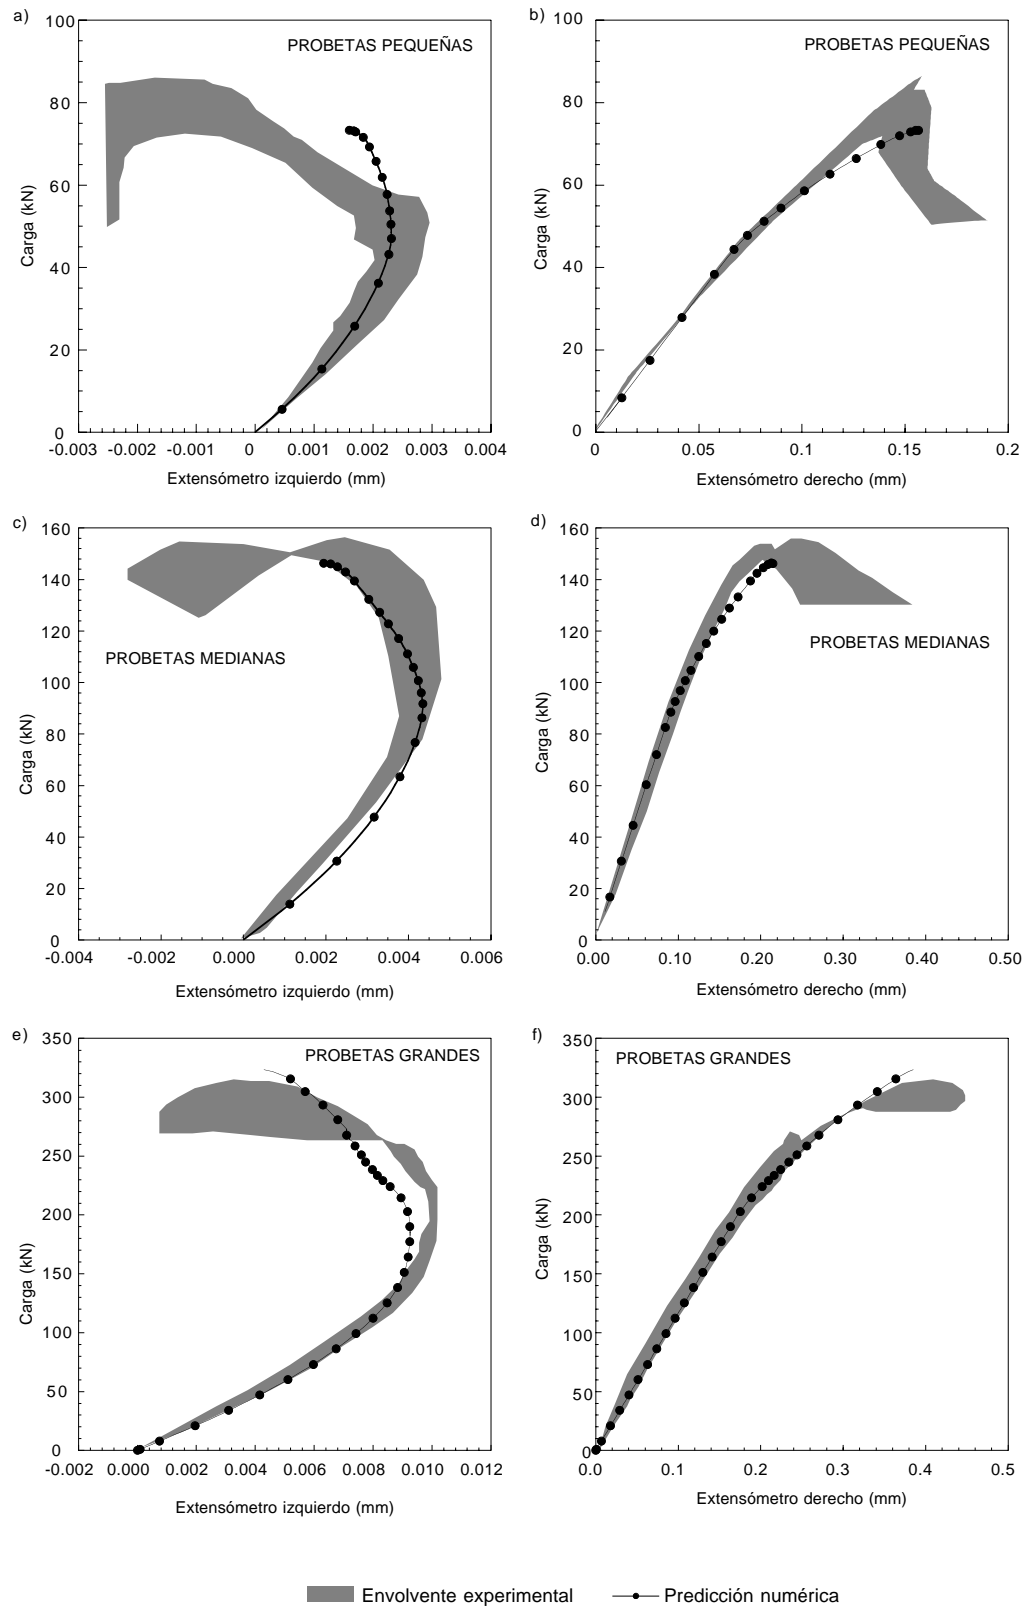 a)
PROBETAS PEQUEÑAS
100
80
60
40
20
0
Carga (kN)
-0.003 -0.002 -0.001 0 0.001 0.002 0.003 0.004
Extensómetro izquierdo (mm)
b)
PROBETAS PEQUEÑAS
100
80
60
40
20
0
Carga (kN)
0 0.05 0.1 0.15 0.2
Extensómetro derecho (mm)
c)
160
140
120
100
80
60
40
20
0
PROBETAS MEDIANAS
Carga (kN)
-0.004 -0.002 0.000 0.002 0.004 0.006
Extensómetro izquierdo (mm)
d)
160
140
120
100
80
60
40
20
0
PROBETAS MEDIANAS
Carga (kN)
0.00 0.10 0.20 0.30 0.40 0.50
Extensómetro derecho (mm)
e)
PROBETAS GRANDES
350
300
250
200
150
100
50
0
Carga (kN)
-0.002 0.000 0.002 0.004 0.006 0.008 0.010 0.012
Extensómetro izquierdo (mm)
f)
PROBETAS GRANDES
350
300
250
200
150
100
50
0
Carga (kN)
0.0 0.1 0.2 0.3 0.4 0.5
Extensómetro derecho (mm)
Envolvente experimental Predicción numérica